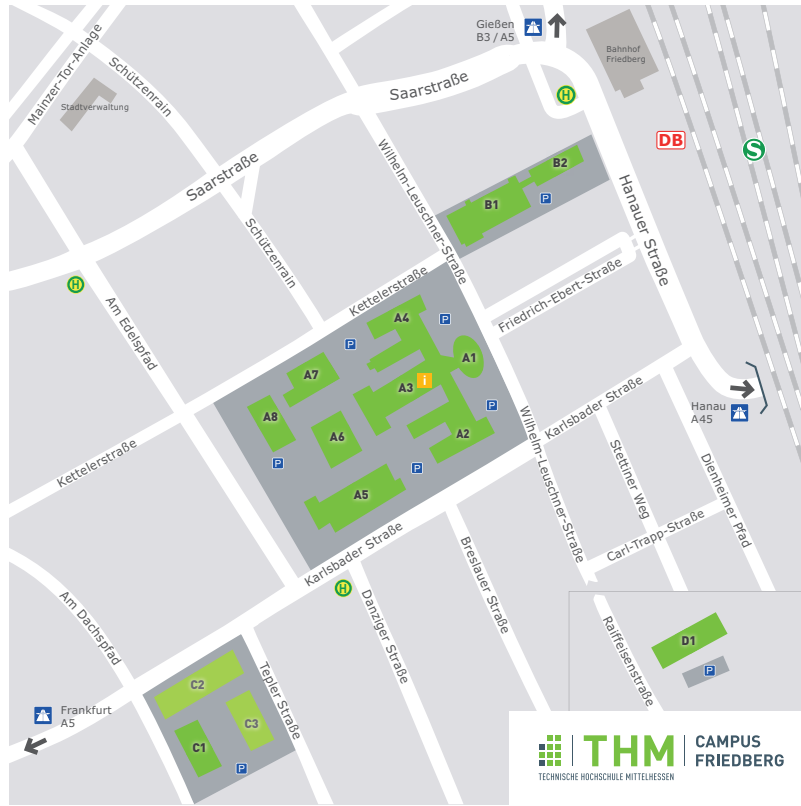 Gießen
B3 / A5
Bahnhof
Friedberg
Mainzer-Tor-Anlage
Schützenrain
Stadtverwaltung
Saarstraße
H
DB
S
Saarstraße
Wilhelm-Leuschner-Straße
B2
B1
P
Hanauer Straße
Schützenrain
H
Am Edelspfad
Kettelerstraße
Friedrich-Ebert-Straße
A4
P
P
A1
A7
A3
i
A8
A6
A2
P
P
P
A5
Kettelerstraße
Karlsbader Straße
Hanau
A45
Wilhelm-Leuschner-Straße
Stettiner Weg
Dienheimer Pfad
Carl-Trapp-Straße
Karlsbader Straße
H
Breslauer Straße
Danziger Straße
Am Dachspfad
Raiffeisenstraße
D1
P
Tepler Straße
C2
C3
C1
P
Frankfurt
A5
THM
CAMPUS
FRIEDBERG
TECHNISCHE HOCHSCHULE MITTELHESSEN